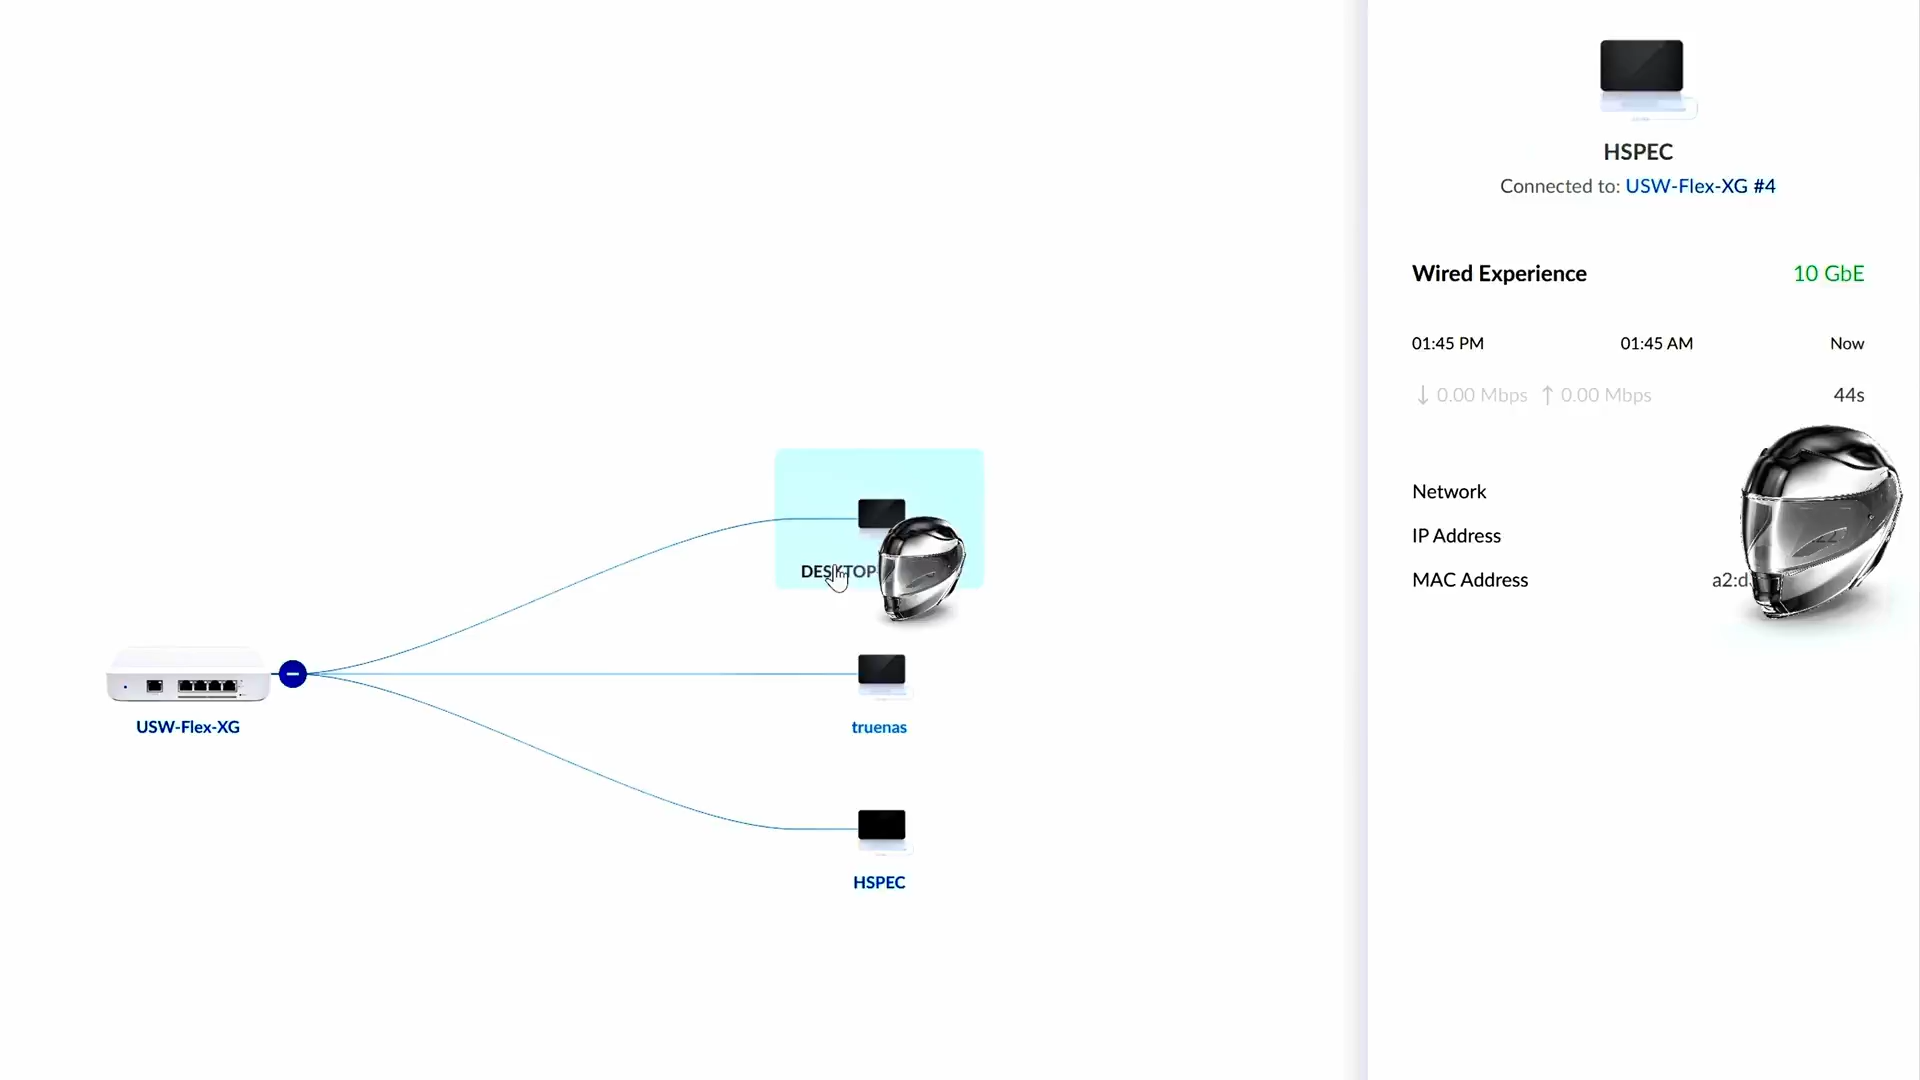 HSPEC
Connected to: USW-Flex-XG #4
Wired Experience 10 GbE
01:45 PM 01:45 AM Now
↓ 0.00 Mbps ↑ 0.00 Mbps 44s
Network
IP Address
MAC Address a2:d
DESKTOP
USW-Flex-XG
truenas
HSPEC